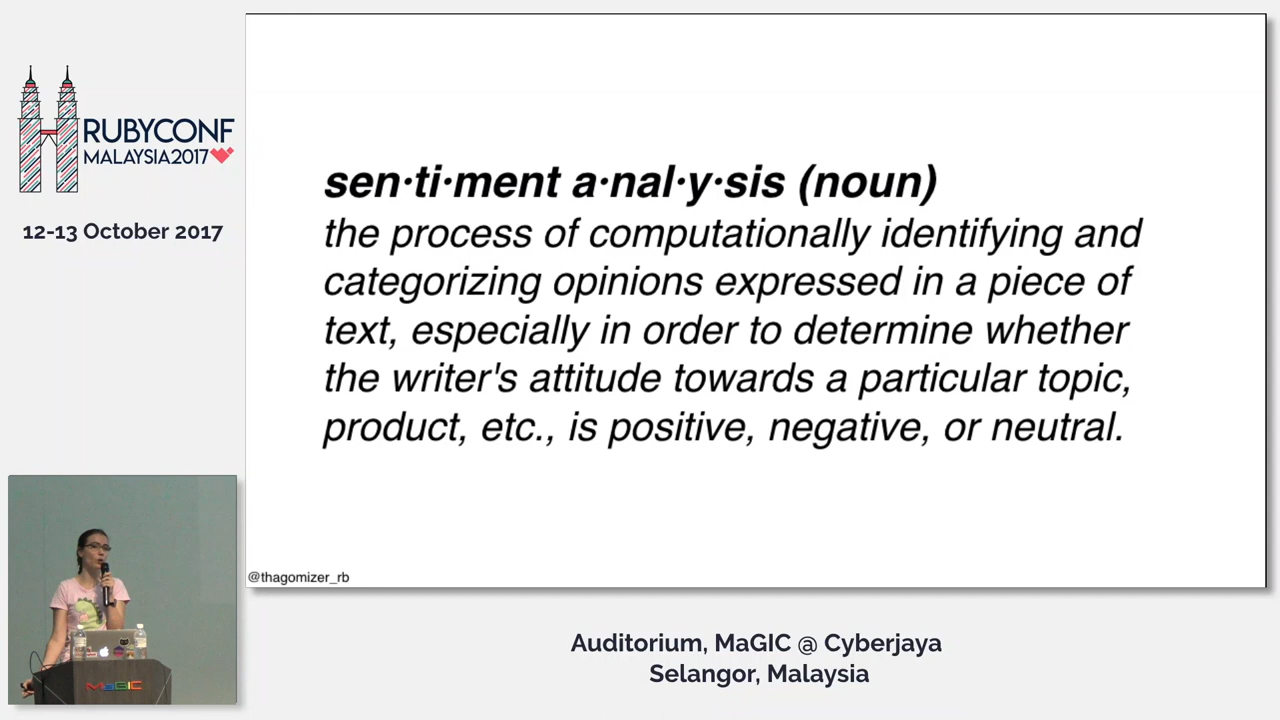 RUBYCONF
MALAYSIA2017
12-13 October 2017
sen·ti·ment a·nal·y·sis (noun)
the process of computationally identifying and
categorizing opinions expressed in a piece of
text, especially in order to determine whether
the writer's attitude towards a particular topic,
product, etc., is positive, negative, or neutral.
@thagomizer_rb
MaGIC
Auditorium, MaGIC @ Cyberjaya
Selangor, Malaysia